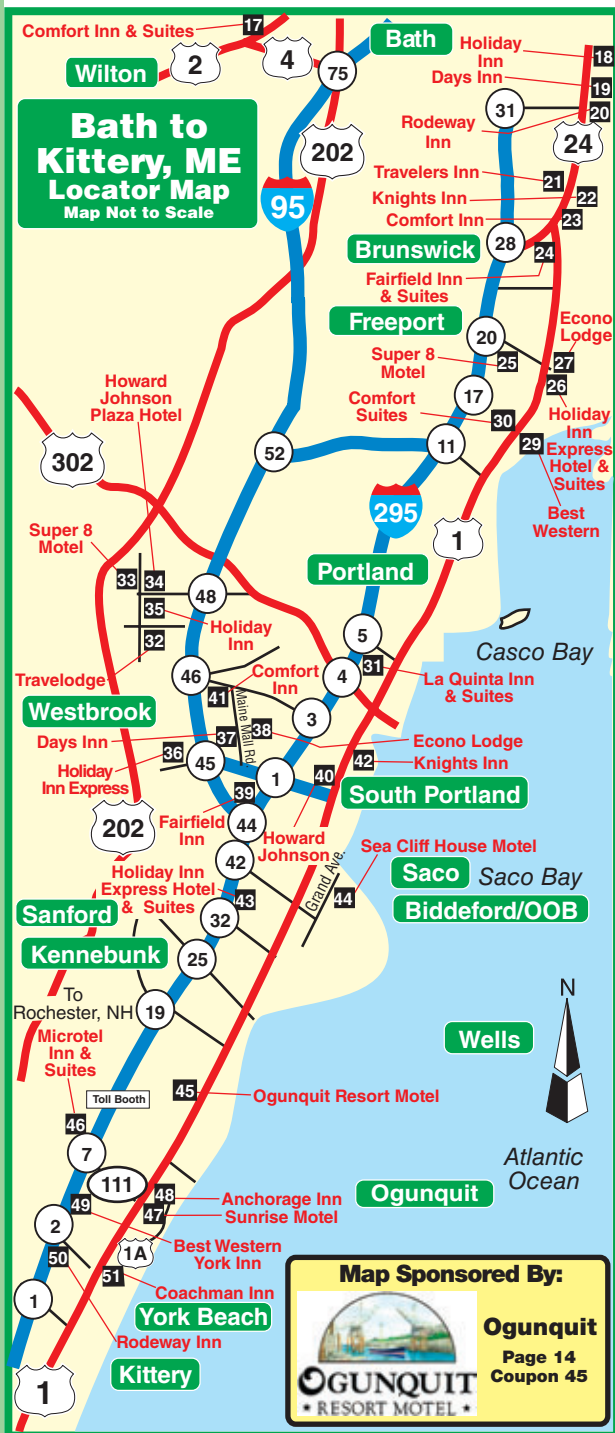 Comfort Inn & Suites
17
Bath
Holiday
Inn
18
Wilton
2
4
75
Days Inn
19
Bath to
Kittery, ME
Locator Map
Map Not to Scale
202
95
31
Rodeway
Inn
20
24
Travelers Inn
21
Knights Inn
22
Comfort Inn
23
Brunswick
28
24
Fairfield Inn
& Suites
Freeport
20
Econo
Lodge
Super 8
Motel
25
27
26
Howard
Johnson
Plaza Hotel
Comfort
Suites
17
30
Holiday
Inn
Express
Hotel &
Suites
29
Best
Western
302
52
11
295
1
Super 8
Motel
33
34
Portland
48
35
Holiday
Inn
32
5
Casco Bay
Travelodge
46
4
31
La Quinta Inn
& Suites
Comfort
Inn
41
Westbrook
Maine Mall Rd.
3
Days Inn
37
38
Econo Lodge
36
Holiday
Inn Express
45
42
Knights Inn
1
40
South Portland
39
202
Fairfield
Inn
44
Howard
Johnson
42
Sea Cliff House Motel
Holiday Inn
Express Hotel
& Suites
43
Grand Ave.
44
Saco
Saco Bay
Biddeford/OOB
Sanford
32
Kennebunk
25
To
Rochester, NH
19
N
Wells
Microtel
Inn &
Suites
Toll Booth
45
Ogunquit Resort Motel
46
7
Atlantic
Ocean
111
48
Anchorage Inn
Ogunquit
49
47
Sunrise Motel
2
Best Western
York Inn
1A
50
51
Coachman Inn
1
York Beach
Rodeway Inn
Kittery
1
Map Sponsored By:
Ogunquit
Page 14
Coupon 45
OGUNQUIT
RESORT MOTEL